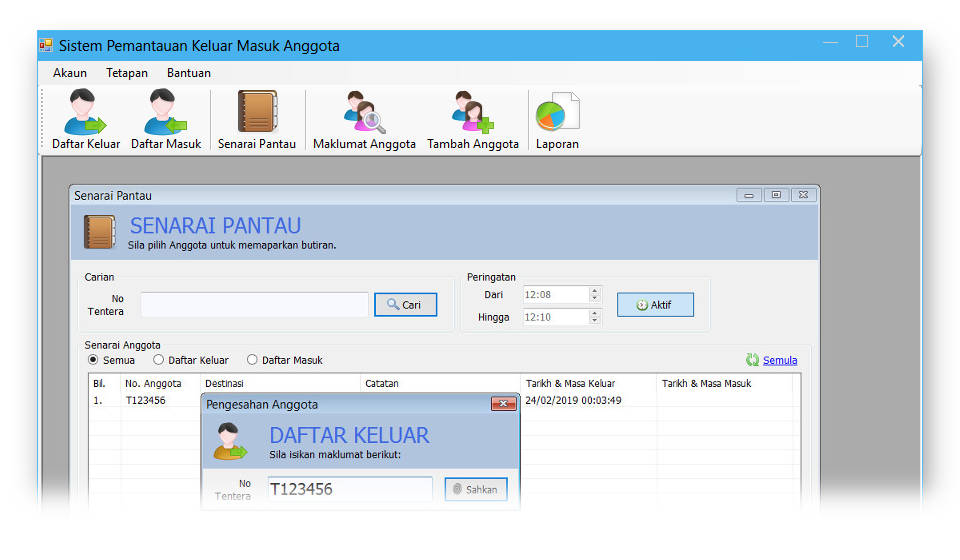 Sistem Pemantauan Keluar Masuk Anggota
Akaun Tetapan Bantuan
Daftar Keluar Daftar Masuk Senarai Pantau Maklumat Anggota Tambah Anggota Laporan
Senarai Pantau
SENARAI PANTAU
Sila pilih Anggota untuk memaparkan butiran.
Carian
No
Tentera
Cari
Peringatan
Dari 12:08
Hingga 12:10
Aktif
Senarai Anggota
Semua Daftar Keluar Daftar Masuk Semula
Bil. No. Anggota Destinasi Catatan Tarikh & Masa Keluar Tarikh & Masa Masuk
1. T123456 24/02/2019 00:03:49
Pengesahan Anggota
DAFTAR KELUAR
Sila isikan maklumat berikut:
No
Tentera
T123456
Sahkan